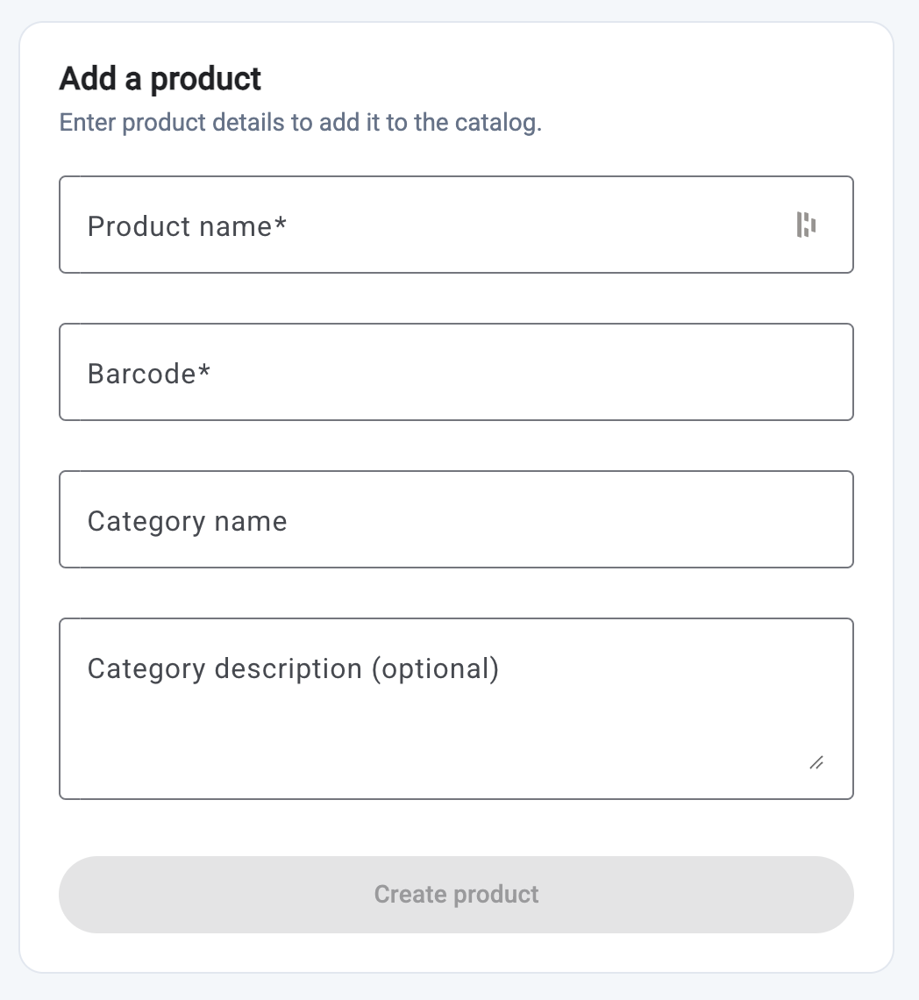 Add a product
Enter product details to add it to the catalog.
Product name*
Barcode*
Category name
Category description (optional)
Create product